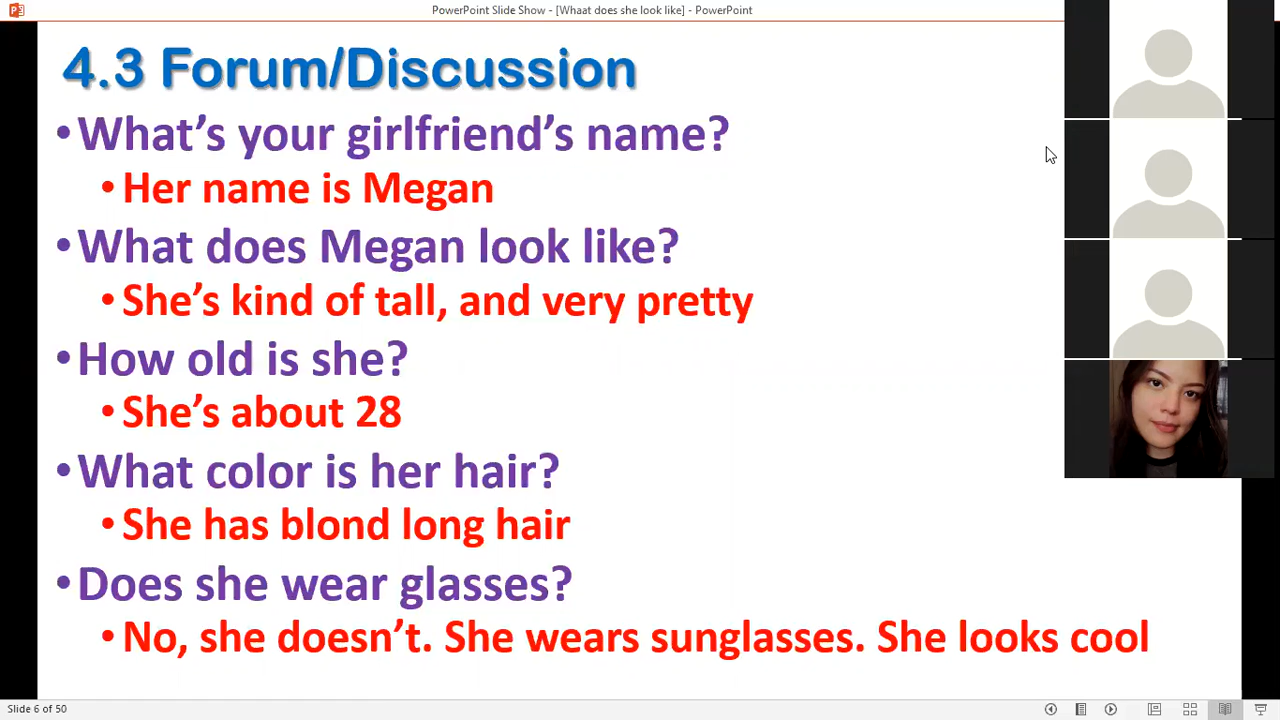 PowerPoint Slide Show - [Whaat does she look like] - PowerPoint
4.3 Forum/Discussion
•What's your girlfriend's name?
•Her name is Megan
•What does Megan look like?
•She's kind of tall, and very pretty
•How old is she?
•She's about 28
•What color is her hair?
•She has blond long hair
•Does she wear glasses?
•No, she doesn't. She wears sunglasses. She looks cool
Slide 6 of 50